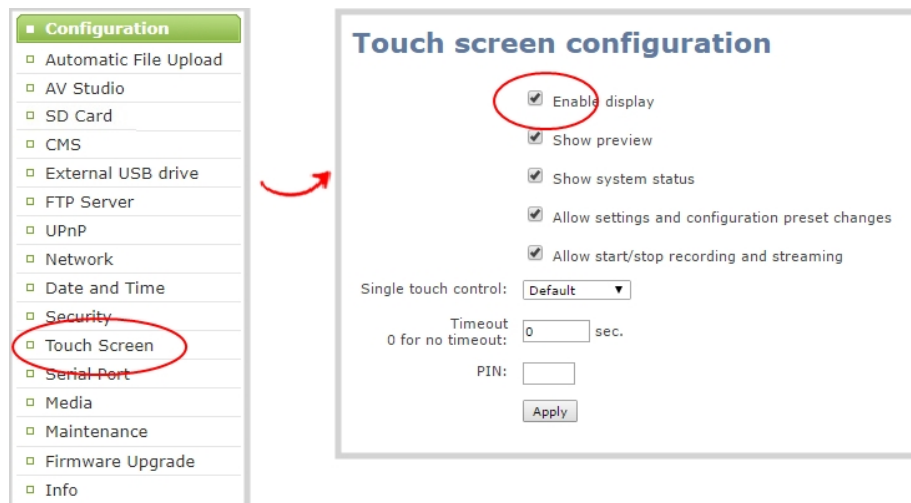 Configuration
Automatic File Upload
AV Studio
SD Card
CMS
External USB drive
FTP Server
UPnP
Network
Date and Time
Security
Touch Screen
Serial Port
Media
Maintenance
Firmware Upgrade
Info
Touch screen configuration
Enable display
Show preview
Show system status
Allow settings and configuration preset changes
Allow start/stop recording and streaming
Single touch control: Default
Timeout
0 for no timeout: 0 sec.
PIN:
Apply